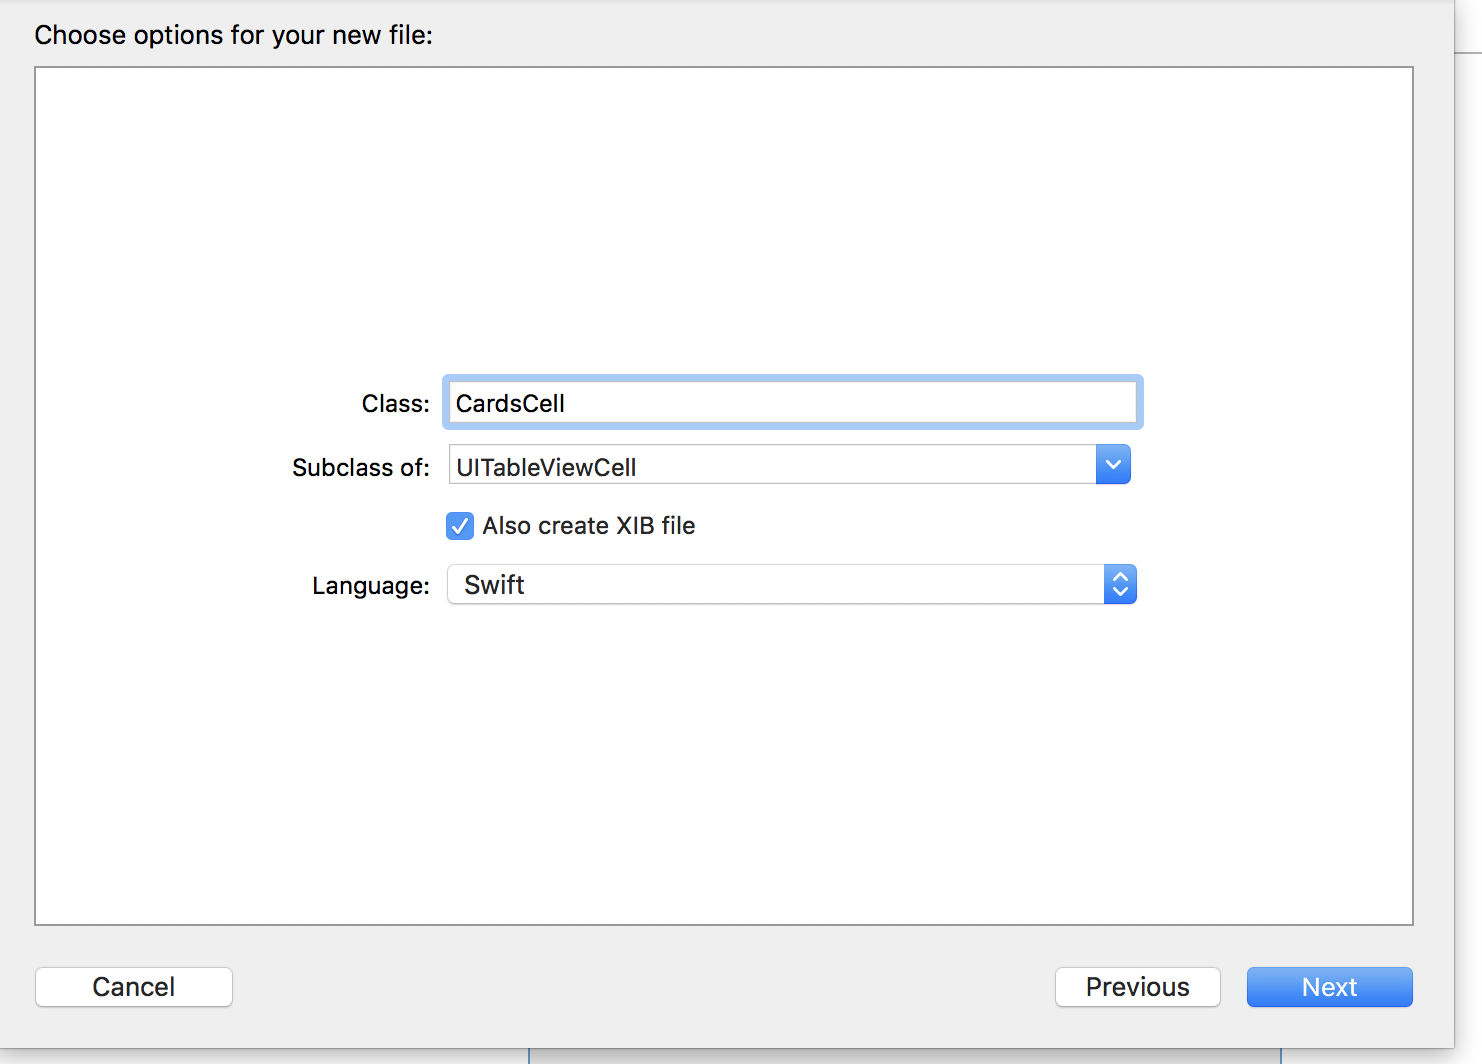 Choose options for your new file:
Class: CardsCell
Subclass of: UITableViewCell
Also create XIB file
Language: Swift
Cancel Previous Next